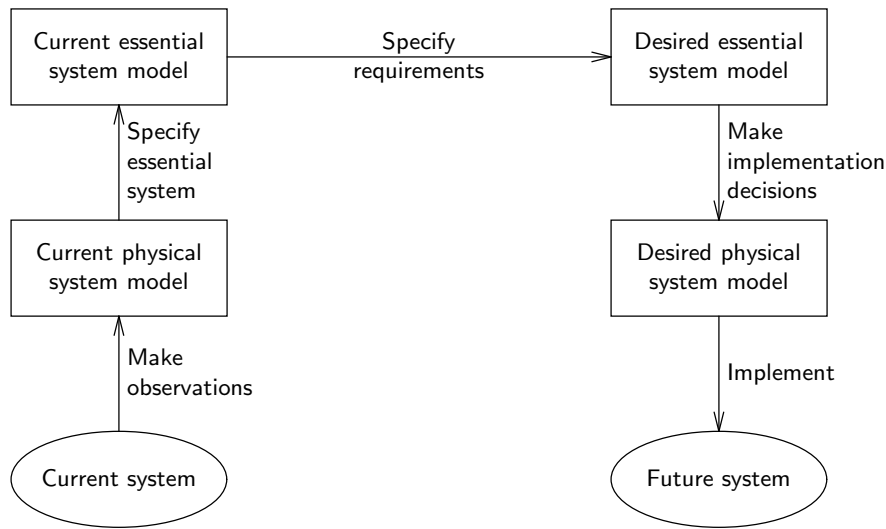 Current essential
system model
Specify
requirements
Desired essential
system model
Specify
essential
system
Make
implementation
decisions
Current physical
system model
Desired physical
system model
Make
observations
Implement
Current system
Future system